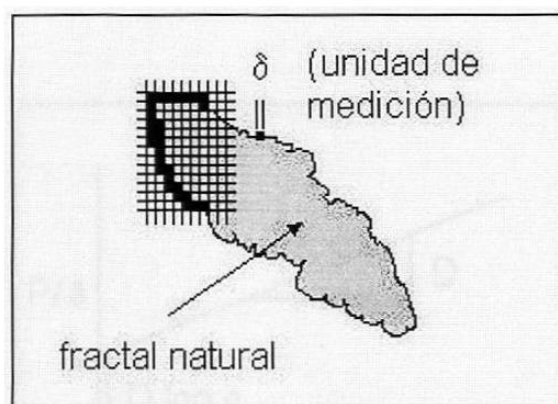 δ (unidad de
medición)
fractal natural